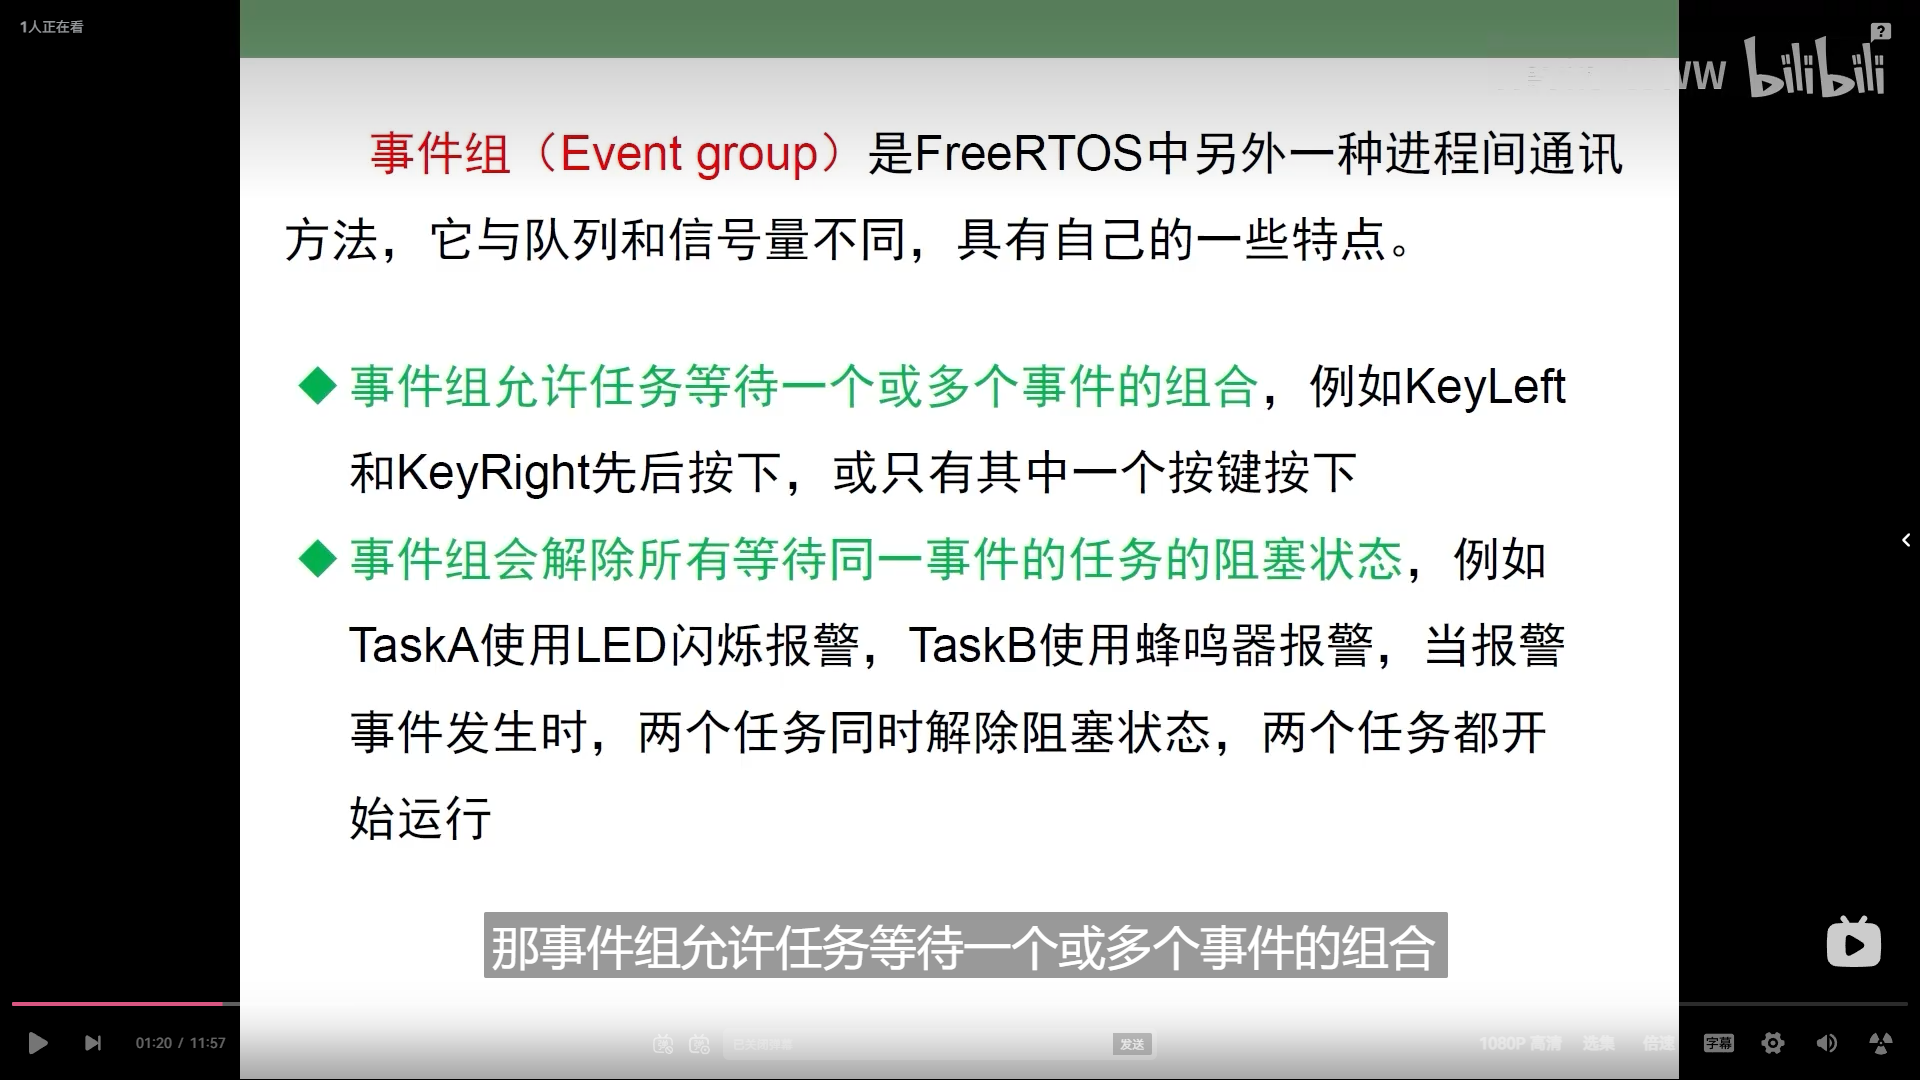 1人正在看
bilibili
事件组（Event group）是FreeRTOS中另外一种进程间通讯
方法，它与队列和信号量不同，具有自己的一些特点。
◆事件组允许任务等待一个或多个事件的组合，例如KeyLeft
和KeyRight先后按下，或只有其中一个按键按下
◆事件组会解除所有等待同一事件的任务的阻塞状态，例如
TaskA使用LED闪烁报警，TaskB使用蜂鸣器报警，当报警
事件发生时，两个任务同时解除阻塞状态，两个任务都开
始运行
那事件组允许任务等待一个或多个事件的组合
01:20 / 11:57
已关闭弹幕
发送
1080P 高清
选集
倍速
字幕